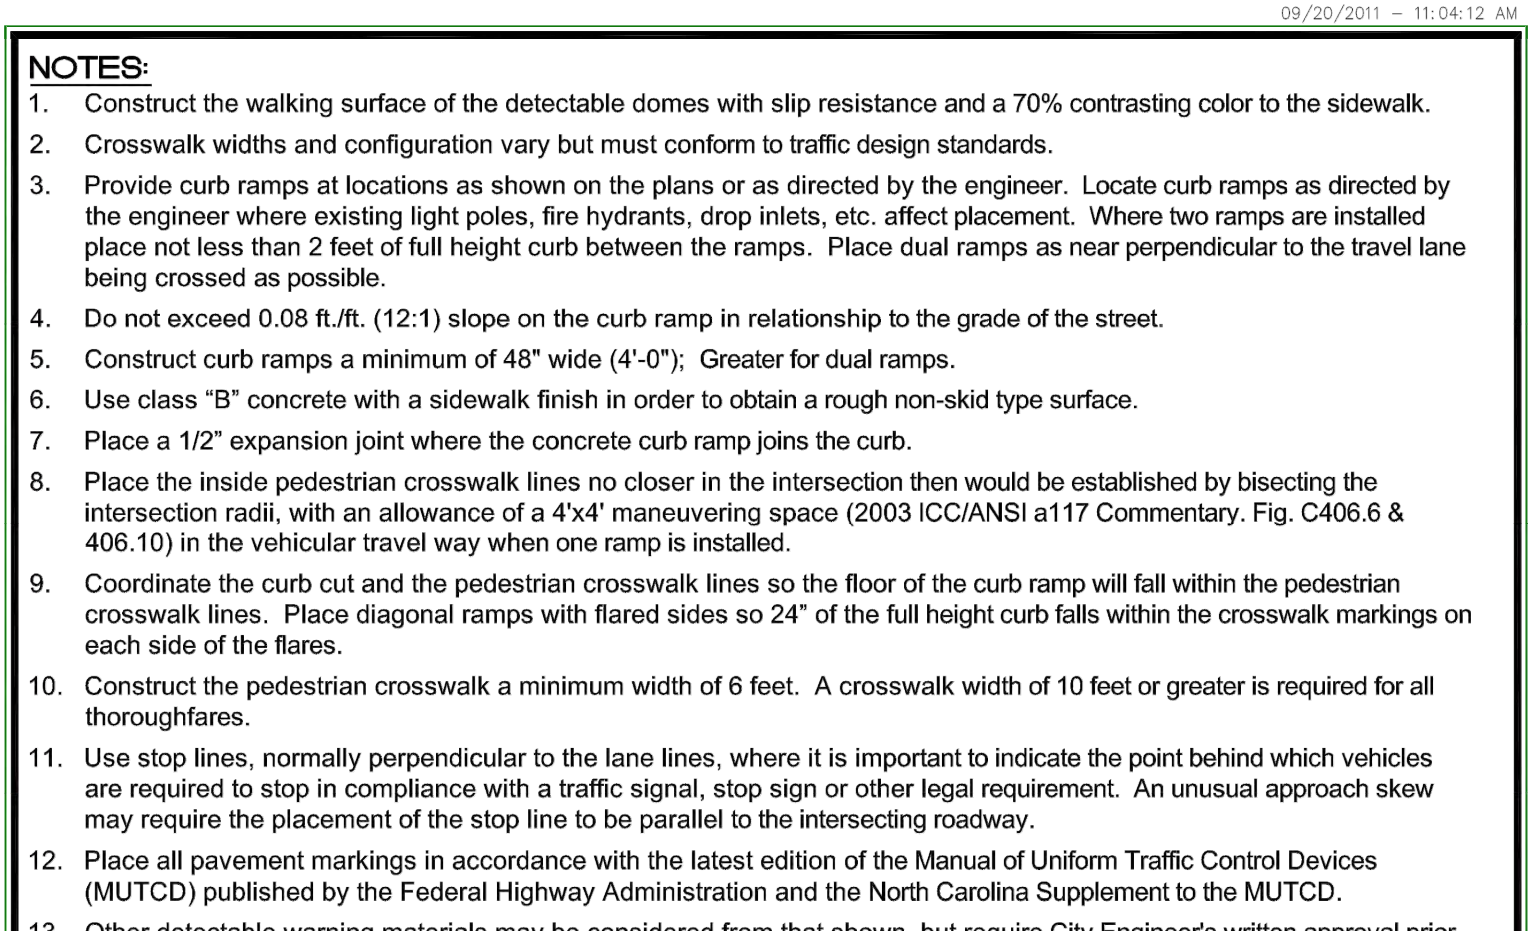 09/20/2011 – 11:04:12 AM
NOTES:
1. Construct the walking surface of the detectable domes with slip resistance and a 70% contrasting color to the sidewalk.
2. Crosswalk widths and configuration vary but must conform to traffic design standards.
3. Provide curb ramps at locations as shown on the plans or as directed by the engineer. Locate curb ramps as directed by
the engineer where existing light poles, fire hydrants, drop inlets, etc. affect placement. Where two ramps are installed
place not less than 2 feet of full height curb between the ramps. Place dual ramps as near perpendicular to the travel lane
being crossed as possible.
4. Do not exceed 0.08 ft./ft. (12:1) slope on the curb ramp in relationship to the grade of the street.
5. Construct curb ramps a minimum of 48" wide (4'-0"); Greater for dual ramps.
6. Use class “B” concrete with a sidewalk finish in order to obtain a rough non-skid type surface.
7. Place a 1/2” expansion joint where the concrete curb ramp joins the curb.
8. Place the inside pedestrian crosswalk lines no closer in the intersection then would be established by bisecting the
intersection radii, with an allowance of a 4'x4' maneuvering space (2003 ICC/ANSI a117 Commentary. Fig. C406.6 &
406.10) in the vehicular travel way when one ramp is installed.
9. Coordinate the curb cut and the pedestrian crosswalk lines so the floor of the curb ramp will fall within the pedestrian
crosswalk lines. Place diagonal ramps with flared sides so 24” of the full height curb falls within the crosswalk markings on
each side of the flares.
10. Construct the pedestrian crosswalk a minimum width of 6 feet. A crosswalk width of 10 feet or greater is required for all
thoroughfares.
11. Use stop lines, normally perpendicular to the lane lines, where it is important to indicate the point behind which vehicles
are required to stop in compliance with a traffic signal, stop sign or other legal requirement. An unusual approach skew
may require the placement of the stop line to be parallel to the intersecting roadway.
12. Place all pavement markings in accordance with the latest edition of the Manual of Uniform Traffic Control Devices
(MUTCD) published by the Federal Highway Administration and the North Carolina Supplement to the MUTCD.
13. Other detectable warning materials may be considered from that shown, but require City Engineer's written approval prior